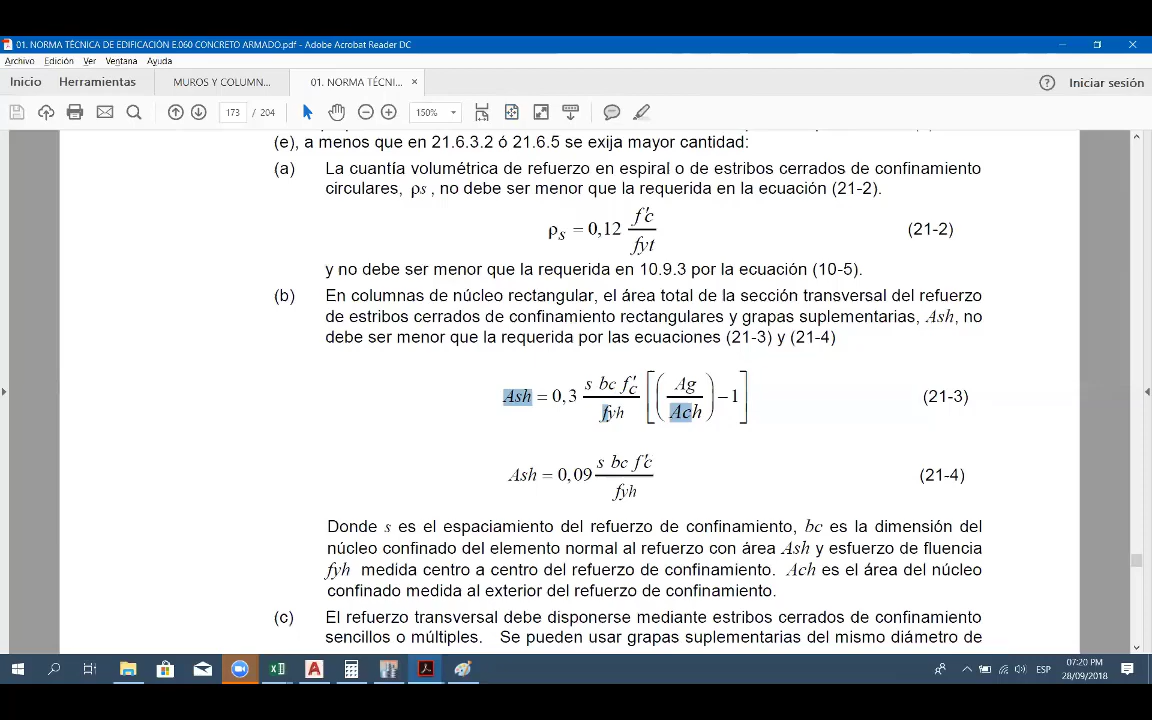 01. NORMA TÉCNICA DE EDIFICACIÓN E.060 CONCRETO ARMADO.pdf - Adobe Acrobat Reader DC
Archivo Edición Ver Ventana Ayuda
Inicio Herramientas MUROS Y COLUMN... 01. NORMA TÉCNI... × Iniciar sesión
173 / 204 150%
(e), a menos que en 21.6.3.2 ó 21.6.5 se exija mayor cantidad:
(a) La cuantía volumétrica de refuerzo en espiral o de estribos cerrados de confinamiento
circulares, ρs , no debe ser menor que la requerida en la ecuación (21-2).
ρs = 0,12 f'c / fyt (21-2)
y no debe ser menor que la requerida en 10.9.3 por la ecuación (10-5).
(b) En columnas de núcleo rectangular, el área total de la sección transversal del refuerzo
de estribos cerrados de confinamiento rectangulares y grapas suplementarias, Ash, no
debe ser menor que la requerida por las ecuaciones (21-3) y (21-4)
Ash = 0,3 s bc f'c / fyh [ ( Ag / Ach ) − 1 ] (21-3)
Ash = 0,09 s bc f'c / fyh (21-4)
Donde s es el espaciamiento del refuerzo de confinamiento, bc es la dimensión del
núcleo confinado del elemento normal al refuerzo con área Ash y esfuerzo de fluencia
fyh medida centro a centro del refuerzo de confinamiento. Ach es el área del núcleo
confinado medida al exterior del refuerzo de confinamiento.
(c) El refuerzo transversal debe disponerse mediante estribos cerrados de confinamiento
sencillos o múltiples. Se pueden usar grapas suplementarias del mismo diámetro de
ESP
07:20 PM
28/09/2018